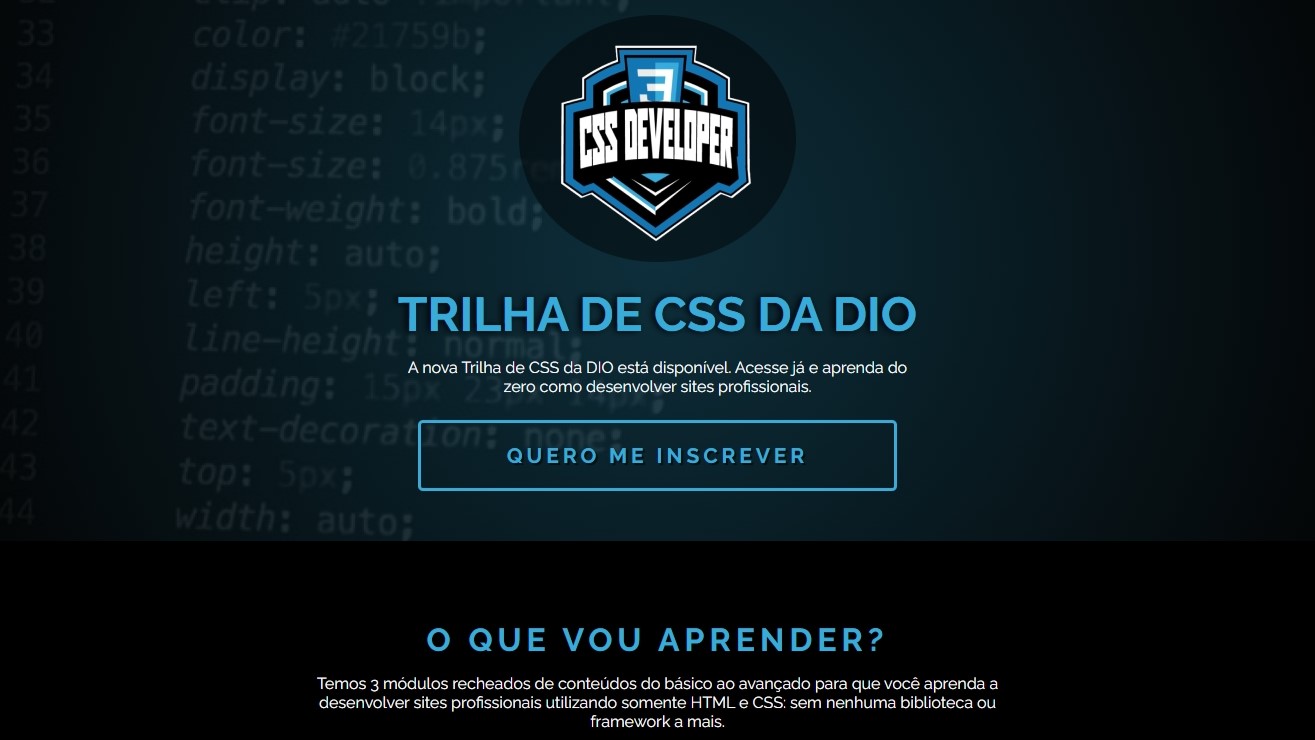 33 color: #21759b;
34 display: block;
35 font-size: 14px;
36 font-size: 0.875re
37 font-weight: bold;
38 height: auto;
39 left: 5px;
40 line-height: normal;
41 padding: 15px 23px 14px;
42 text-decoration: none;
43 top: 5px;
44 width: auto;
3
CSS DEVELOPER
TRILHA DE CSS DA DIO
A nova Trilha de CSS da DIO está disponível. Acesse já e aprenda do
zero como desenvolver sites profissionais.
QUERO ME INSCREVER
O QUE VOU APRENDER?
Temos 3 módulos recheados de conteúdos do básico ao avançado para que você aprenda a
desenvolver sites profissionais utilizando somente HTML e CSS: sem nenhuma biblioteca ou
framework a mais.